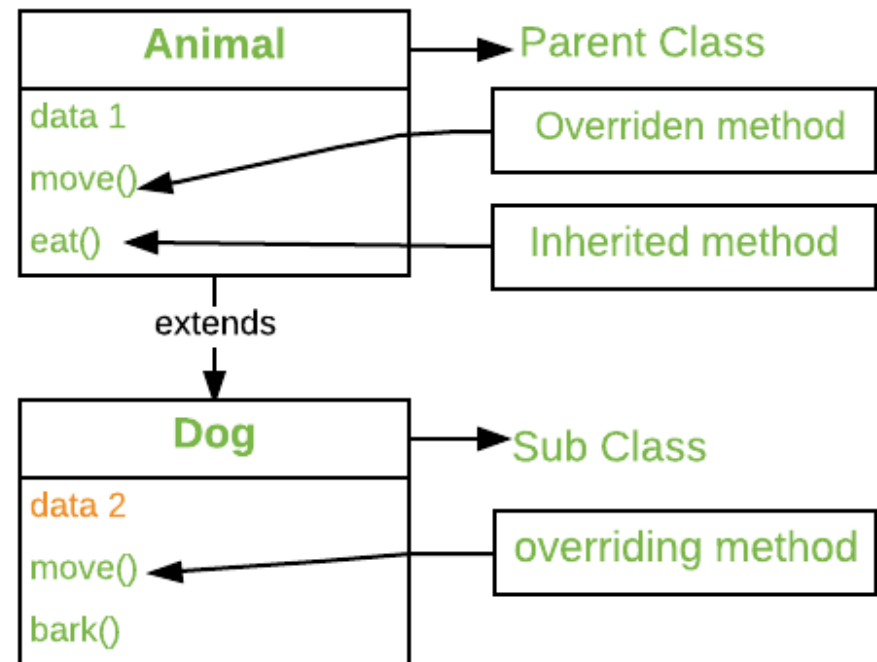 Animal
Parent Class
data 1
Overriden method
move()
eat()
Inherited method
extends
Dog
Sub Class
data 2
move()
overriding method
bark()